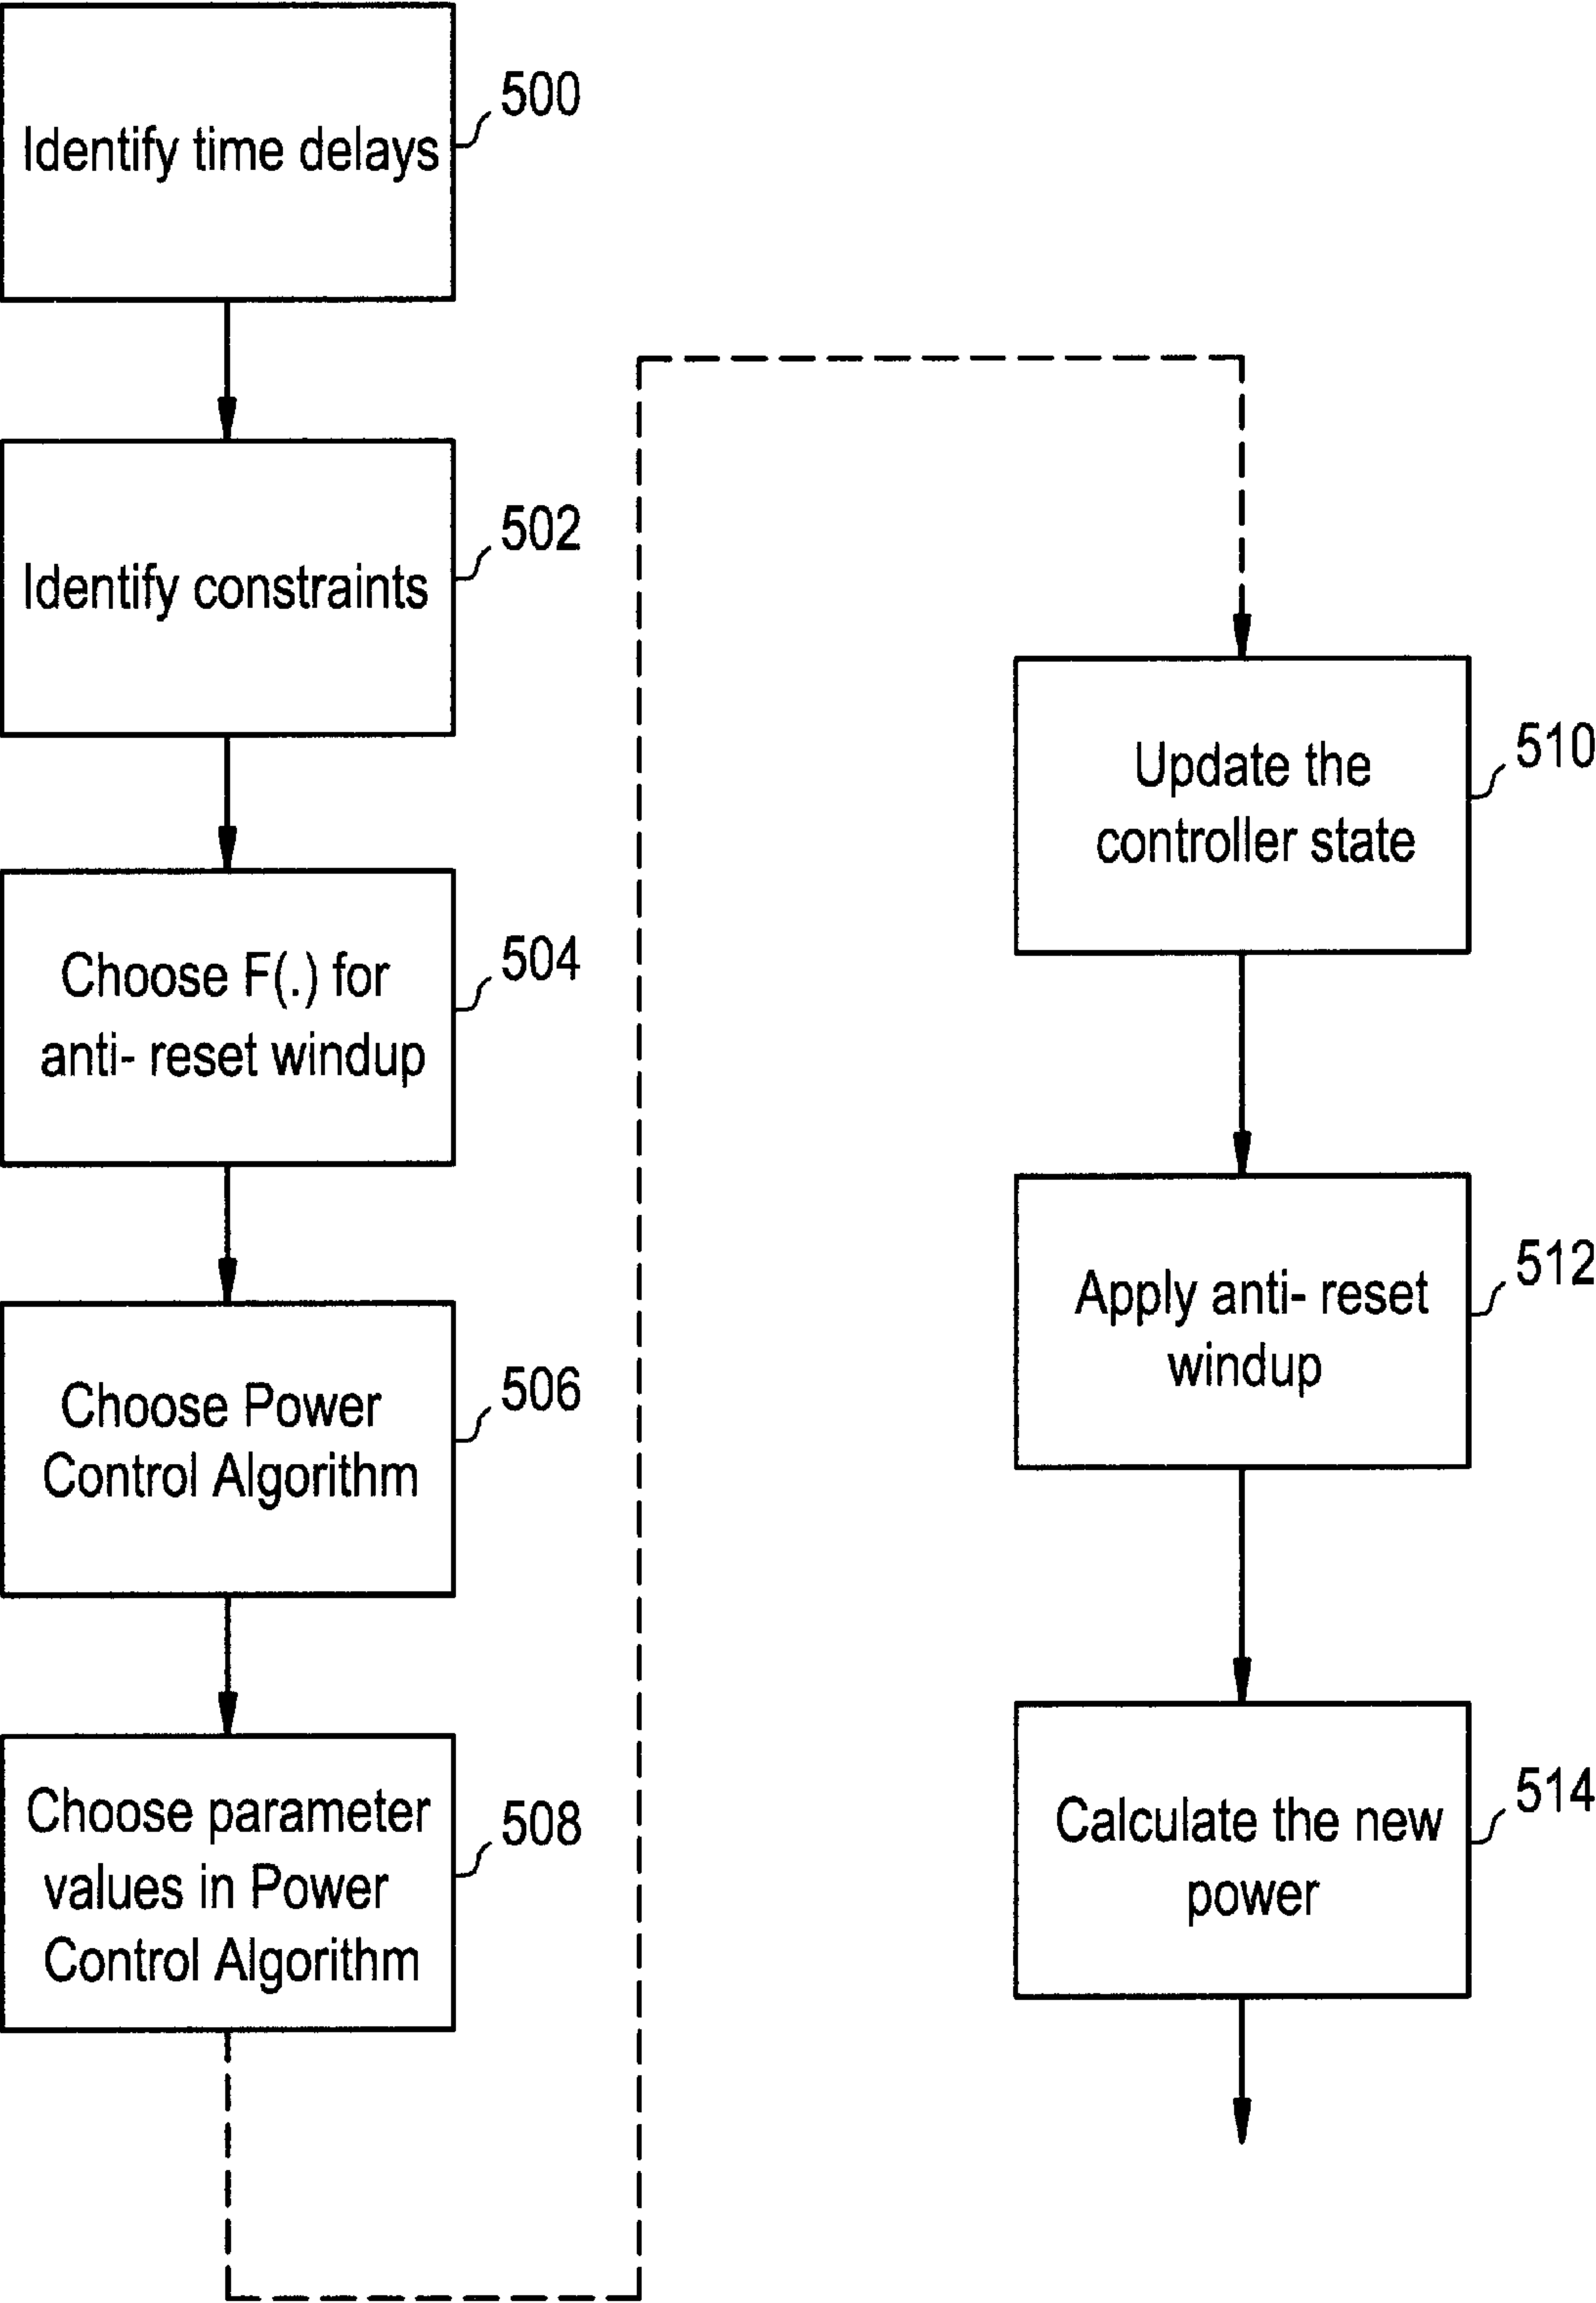 Identify time delays
500
Identify constraints
502
Choose F(.) for
anti- reset windup
504
Choose Power
Control Algorithm
506
Choose parameter
values in Power
Control Algorithm
508
Update the
controller state
510
Apply anti- reset
windup
512
Calculate the new
power
514